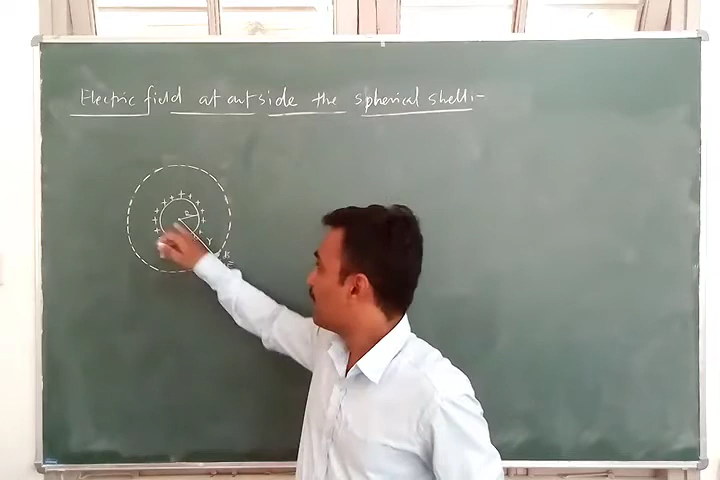 Electric field at outside the spherical shell:-
R
r